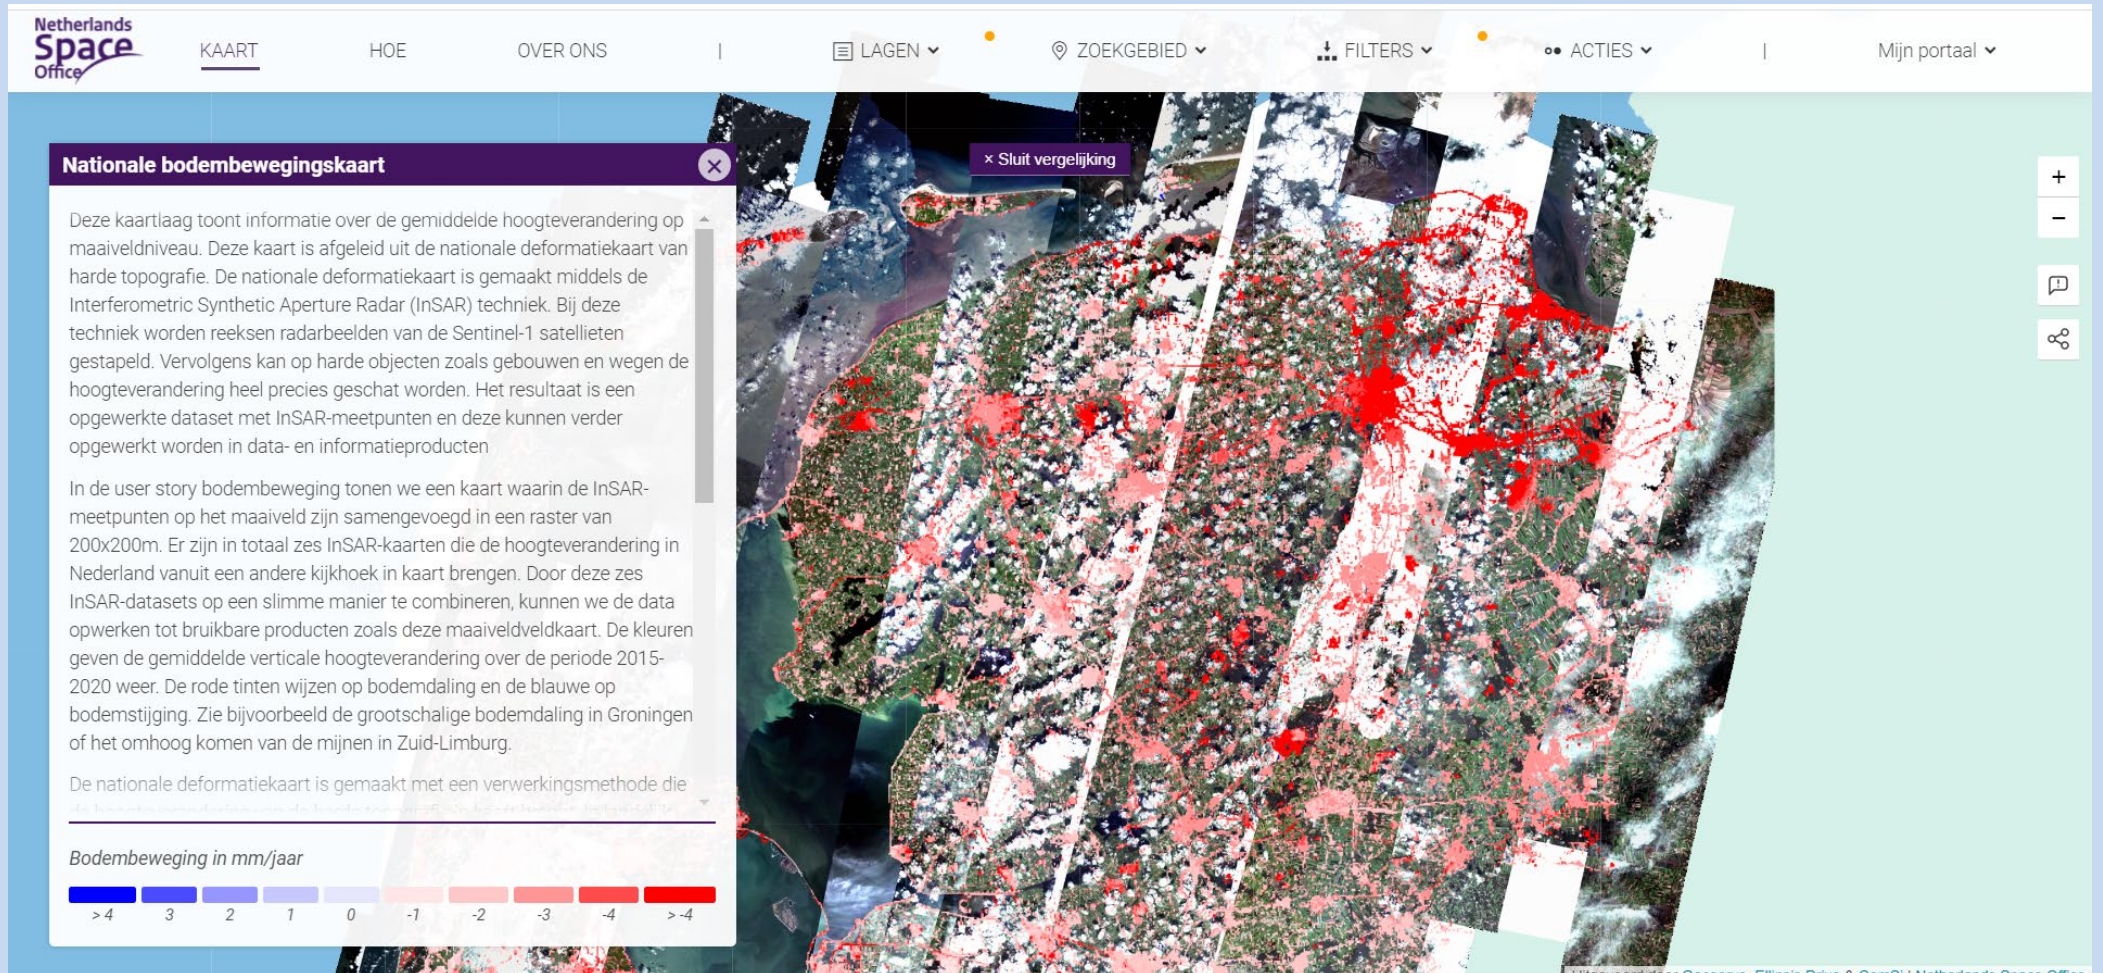 Netherlands
Space
Office
KAART
HOE
OVER ONS
|
LAGEN
ZOEKGEBIED
FILTERS
ACTIES
|
Mijn portaal
Nationale bodembewegingskaart
× Sluit vergelijking
Deze kaartlaag toont informatie over de gemiddelde hoogteverandering op
maaiveldniveau. Deze kaart is afgeleid uit de nationale deformatiekaart van
harde topografie. De nationale deformatiekaart is gemaakt middels de
Interferometric Synthetic Aperture Radar (InSAR) techniek. Bij deze
techniek worden reeksen radarbeelden van de Sentinel-1 satellieten
gestapeld. Vervolgens kan op harde objecten zoals gebouwen en wegen de
hoogteverandering heel precies geschat worden. Het resultaat is een
opgewerkte dataset met InSAR-meetpunten en deze kunnen verder
opgewerkt worden in data- en informatieproducten
In de user story bodembeweging tonen we een kaart waarin de InSAR-
meetpunten op het maaiveld zijn samengevoegd in een raster van
200x200m. Er zijn in totaal zes InSAR-kaarten die de hoogteverandering in
Nederland vanuit een andere kijkhoek in kaart brengen. Door deze zes
InSAR-datasets op een slimme manier te combineren, kunnen we de data
opwerken tot bruikbare producten zoals deze maaiveldveldkaart. De kleuren
geven de gemiddelde verticale hoogteverandering over de periode 2015-
2020 weer. De rode tinten wijzen op bodemdaling en de blauwe op
bodemstijging. Zie bijvoorbeeld de grootschalige bodemdaling in Groningen
of het omhoog komen van de mijnen in Zuid-Limburg.
De nationale deformatiekaart is gemaakt met een verwerkingsmethode die
Bodembeweging in mm/jaar
> 4 3 2 1 0 -1 -2 -3 -4 > -4
+
−